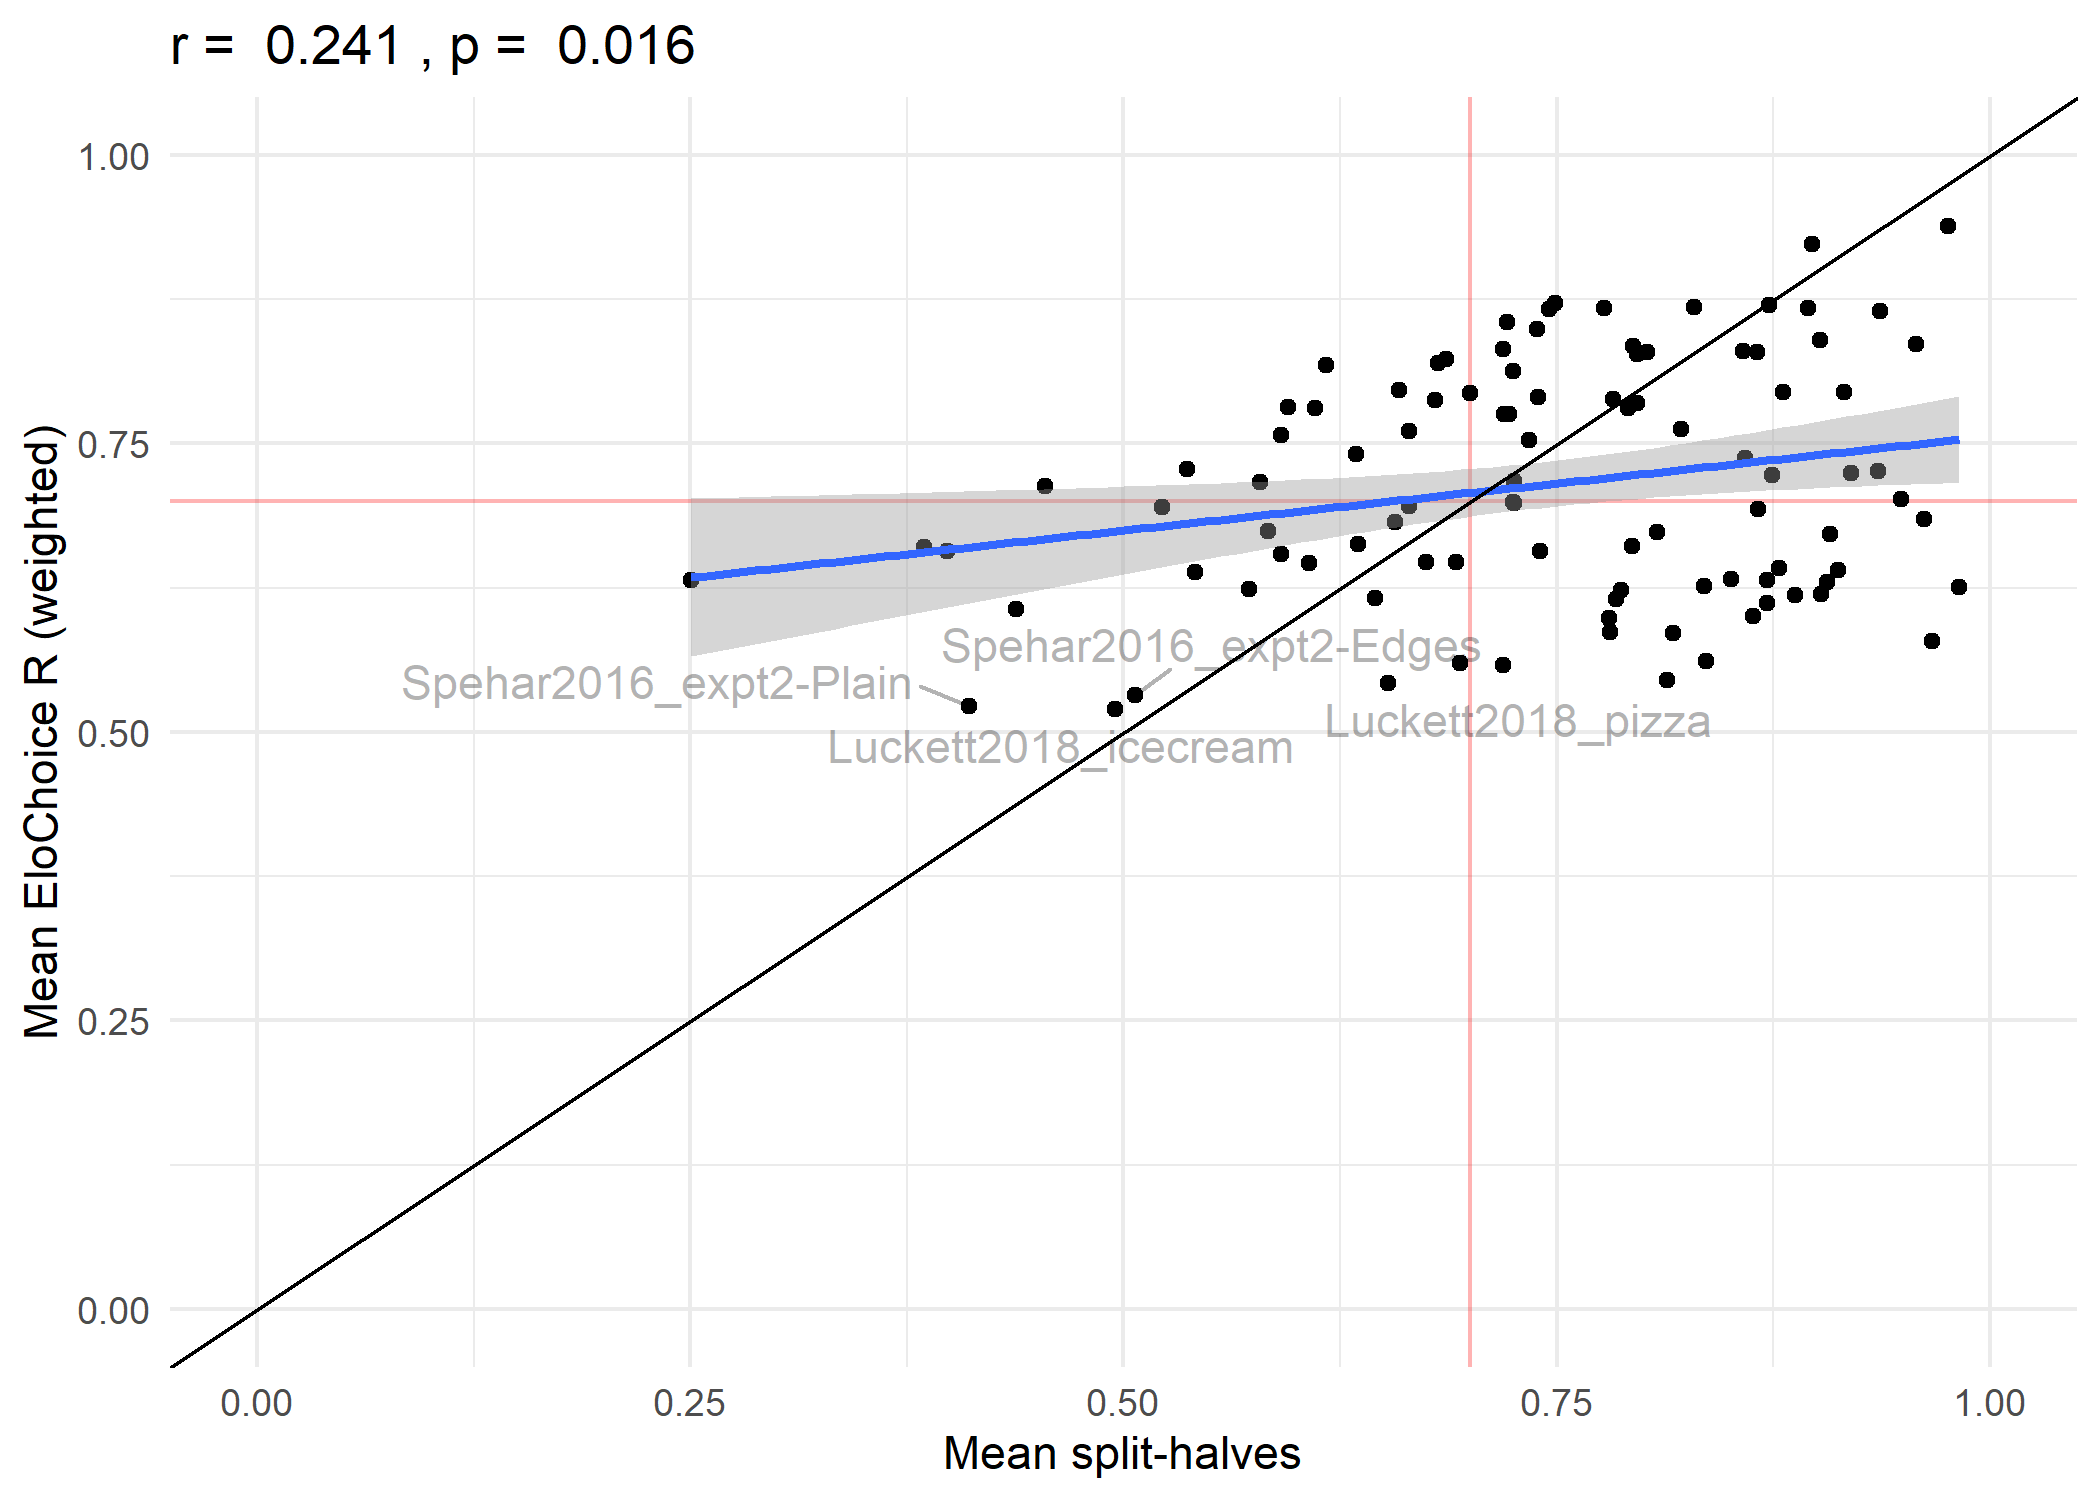 r =  0.241 , p =  0.016
Mean EloChoice R (weighted)
1.00
0.75
0.50
0.25
0.00
Spehar2016_expt2-Edges
Spehar2016_expt2-Plain
Luckett2018_pizza
Luckett2018_icecream
0.00
0.25
0.50
0.75
1.00
Mean split-halves